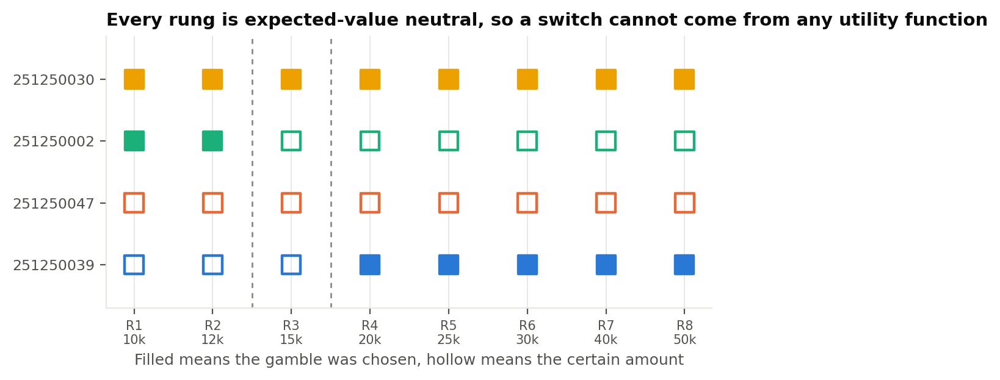 Every rung is expected-value neutral, so a switch cannot come from any utility function
251250030
251250002
251250047
251250039
R1 R2 R3 R4 R5 R6 R7 R8
10k 12k 15k 20k 25k 30k 40k 50k
Filled means the gamble was chosen, hollow means the certain amount